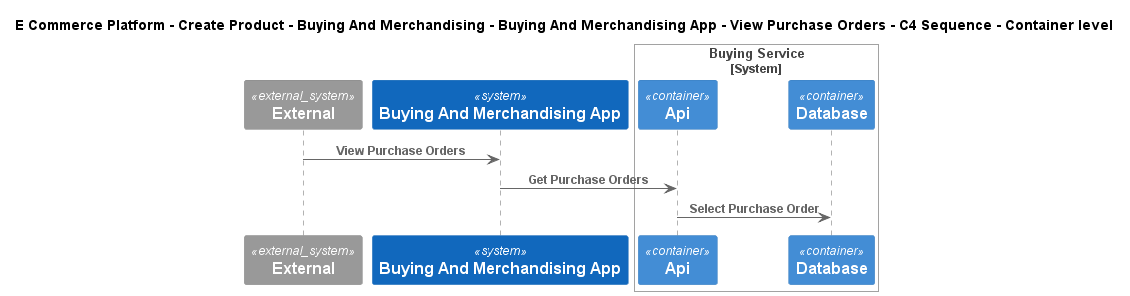 E Commerce Platform - Create Product - Buying And Merchandising - Buying And Merchandising App - View Purchase Orders - C4 Sequence - Container level
Buying Service
[System]
«external_system»
External
«system»
Buying And Merchandising App
«container»
Api
«container»
Database
View Purchase Orders
Get Purchase Orders
Select Purchase Order
«external_system»
External
«system»
Buying And Merchandising App
«container»
Api
«container»
Database